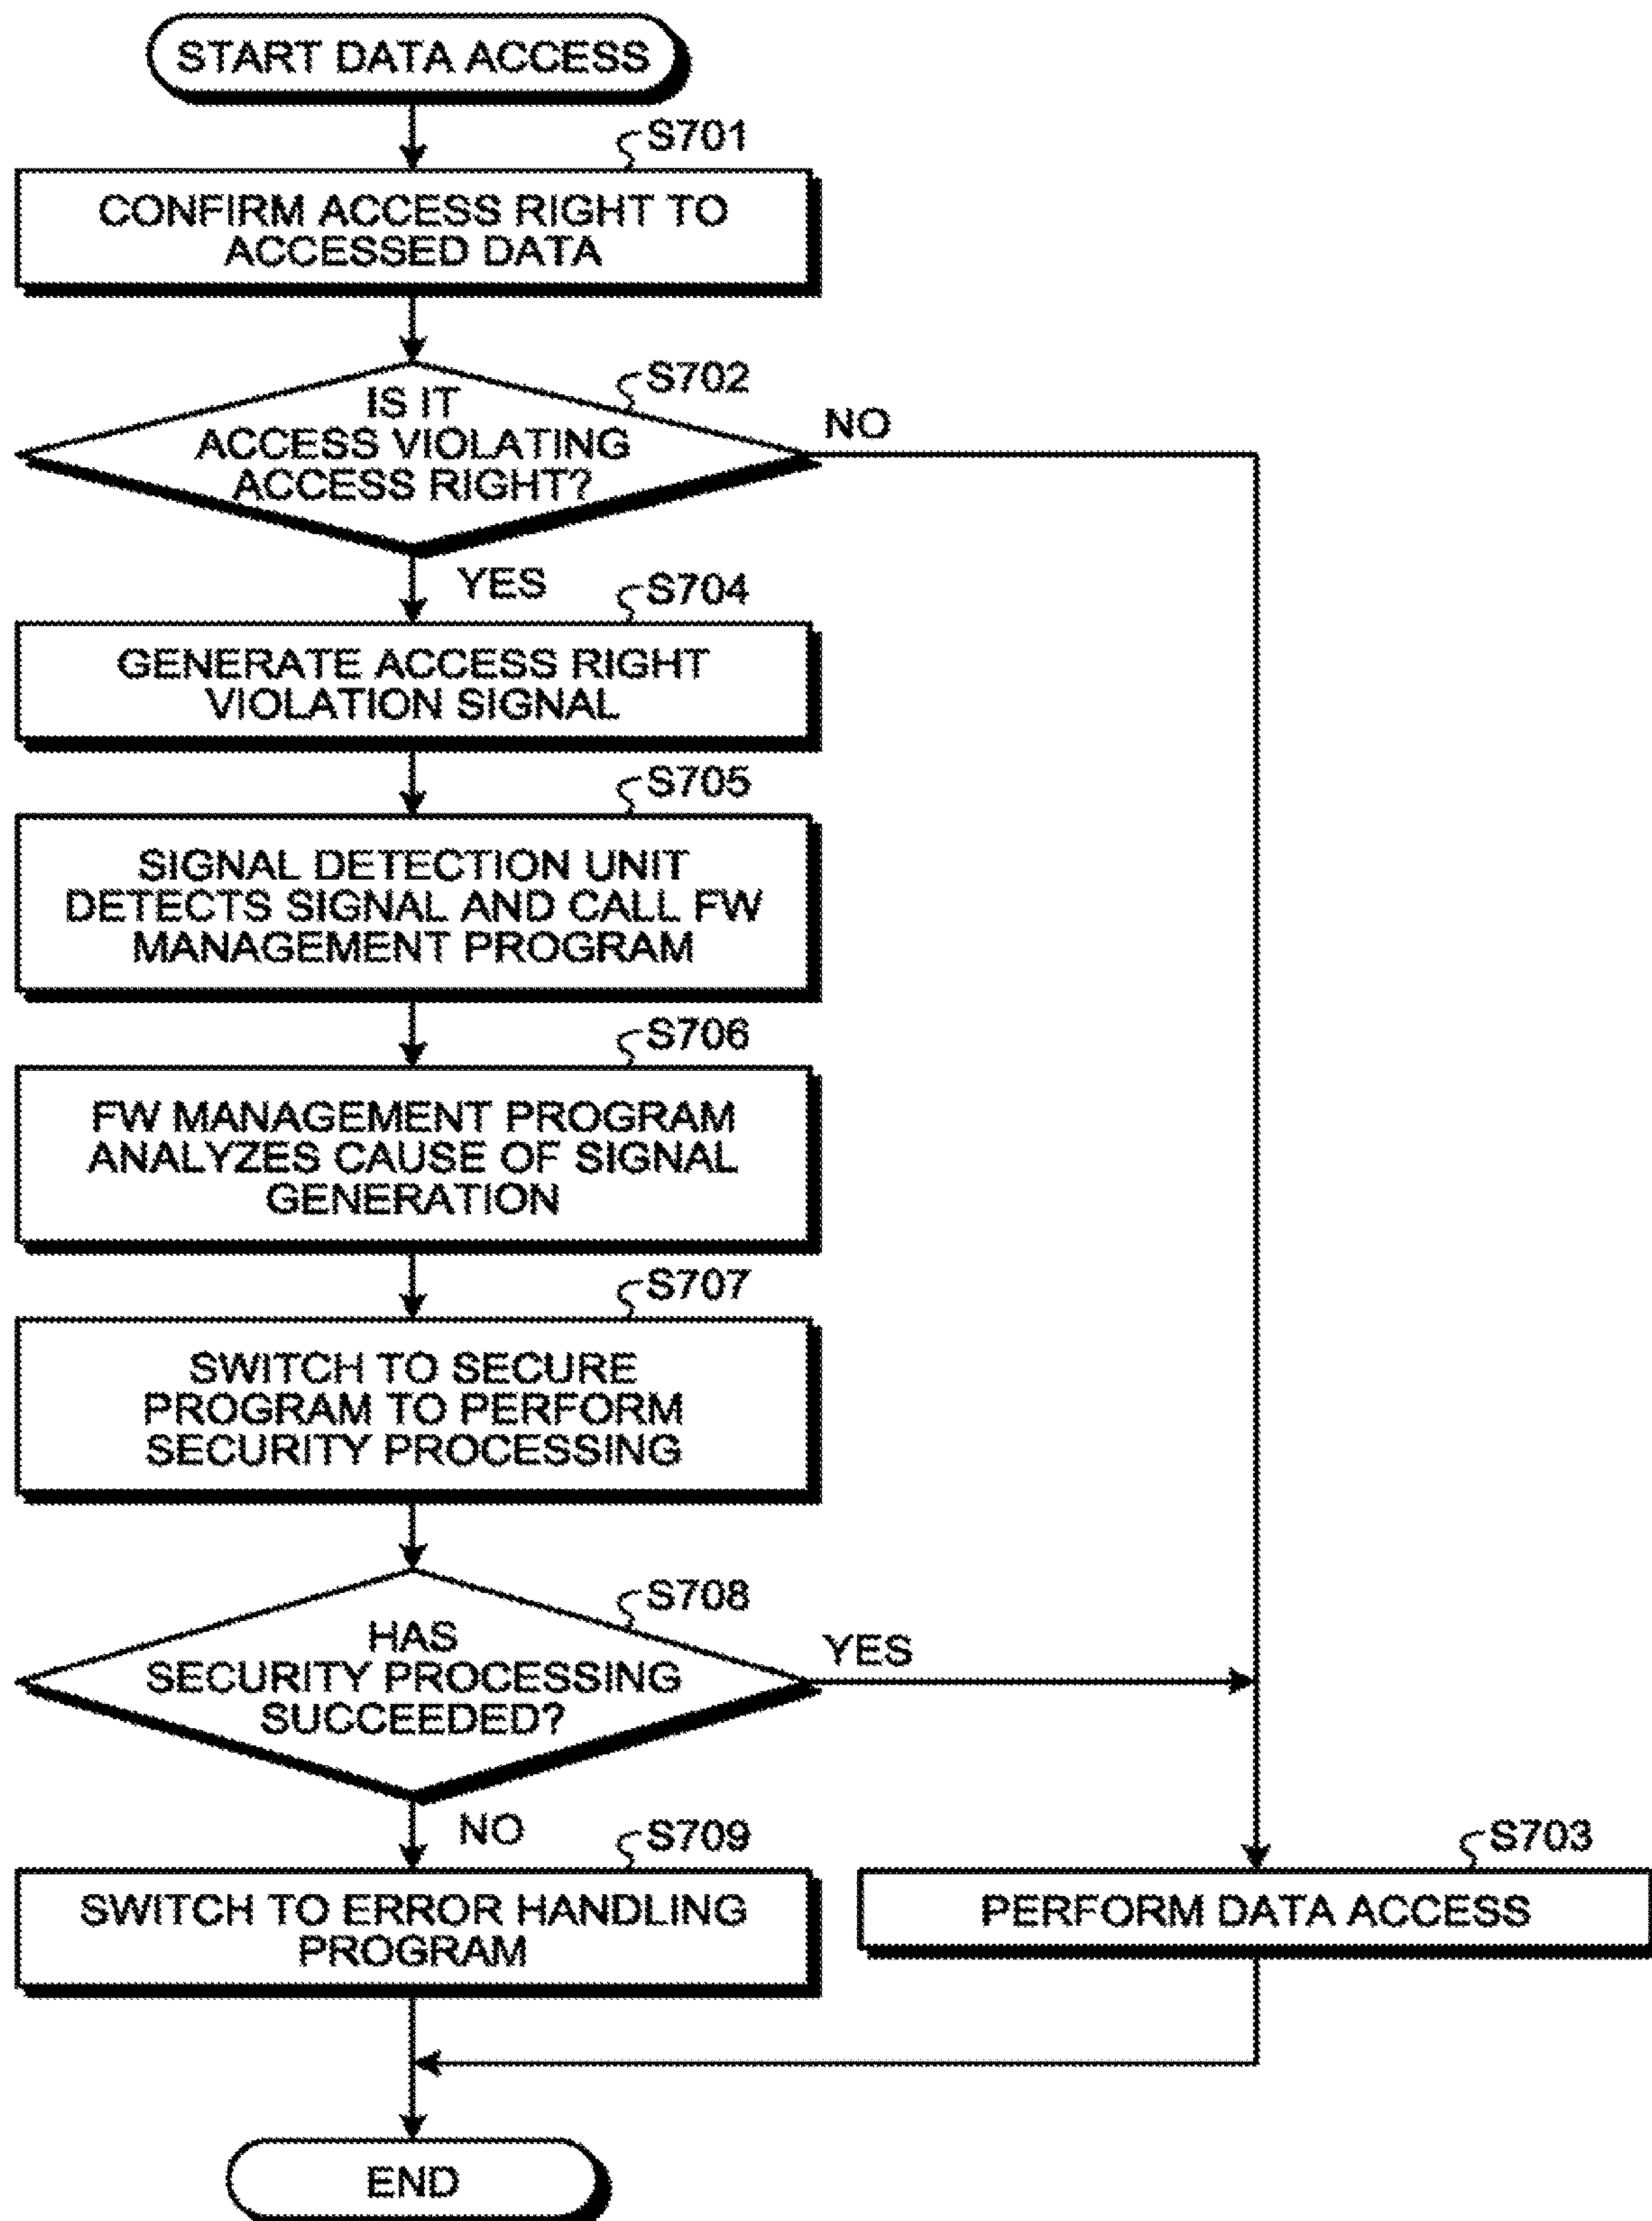 START DATA ACCESS
S701
CONFIRM ACCESS RIGHT TO
ACCESSED DATA
S702
IS IT
ACCESS VIOLATING
ACCESS RIGHT?
NO
YES
S704
GENERATE ACCESS RIGHT
VIOLATION SIGNAL
S705
SIGNAL DETECTION UNIT
DETECTS SIGNAL AND CALL FW
MANAGEMENT PROGRAM
S706
FW MANAGEMENT PROGRAM
ANALYZES CAUSE OF SIGNAL
GENERATION
S707
SWITCH TO SECURE
PROGRAM TO PERFORM
SECURITY PROCESSING
S708
HAS
SECURITY PROCESSING
SUCCEEDED?
YES
NO
S709
SWITCH TO ERROR HANDLING
PROGRAM
S703
PERFORM DATA ACCESS
END